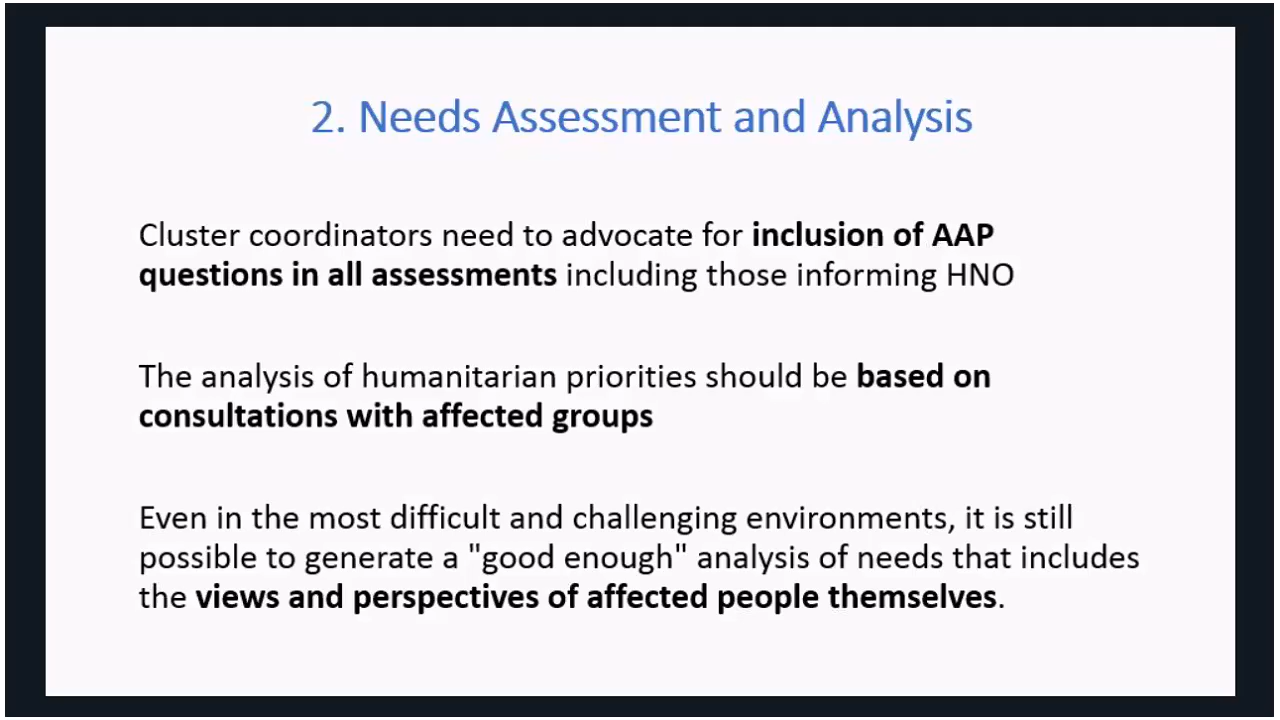 2. Needs Assessment and Analysis
Cluster coordinators need to advocate for inclusion of AAP
questions in all assessments including those informing HNO
The analysis of humanitarian priorities should be based on
consultations with affected groups
Even in the most difficult and challenging environments, it is still
possible to generate a "good enough" analysis of needs that includes
the views and perspectives of affected people themselves.